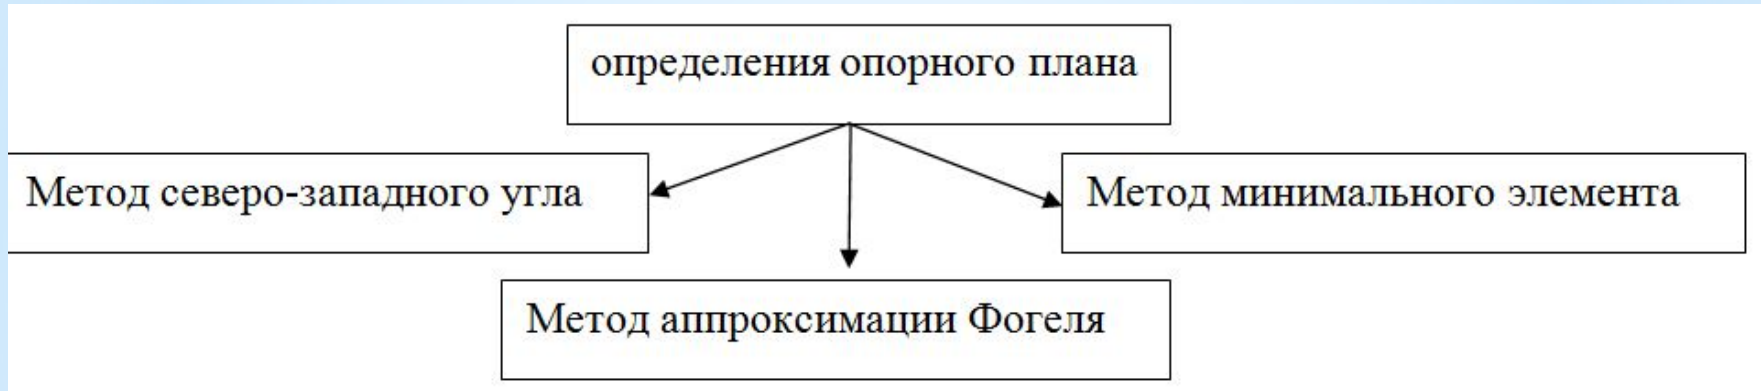 определения опорного плана
Метод северо-западного угла
Метод минимального элемента
Метод аппроксимации Фогеля